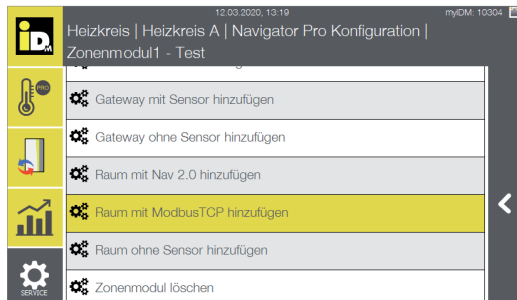 12.03.2020, 13:19
myIDM: 10304
iDM
Heizkreis | Heizkreis A | Navigator Pro Konfiguration |
Zonenmodul1 - Test
PRO
Gateway mit Sensor hinzufügen
Gateway ohne Sensor hinzufügen
Raum mit Nav 2.0 hinzufügen
Raum mit ModbusTCP hinzufügen
Raum ohne Sensor hinzufügen
Zonenmodul löschen
SERVICE